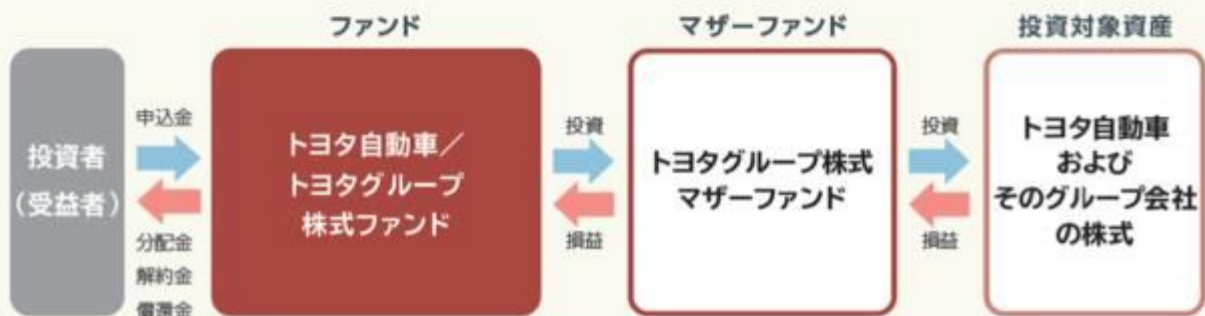 ファンド
マザーファンド
投資対象資産
投資者
(受益者)
申込金
分配金
解約金
償還金
トヨタ自動車／
トヨタグループ
株式ファンド
投資
損益
トヨタグループ株式
マザーファンド
投資
損益
トヨタ自動車
および
そのグループ会社
の株式